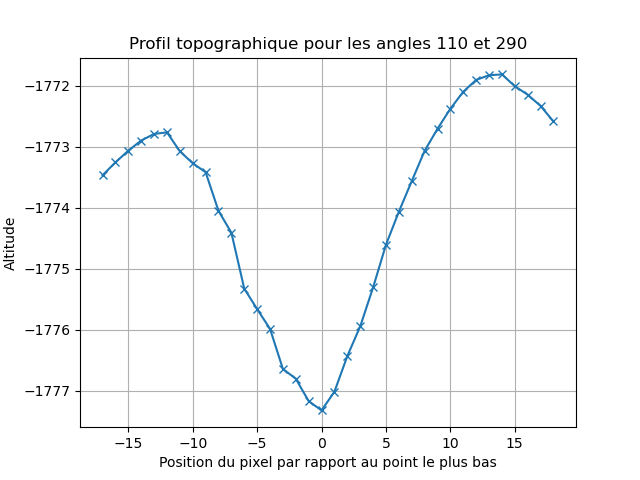 Profil topographique pour les angles 110 et 290
Altitude
−1772
−1773
−1774
−1775
−1776
−1777
−15 −10 −5 0 5 10 15
Position du pixel par rapport au point le plus bas